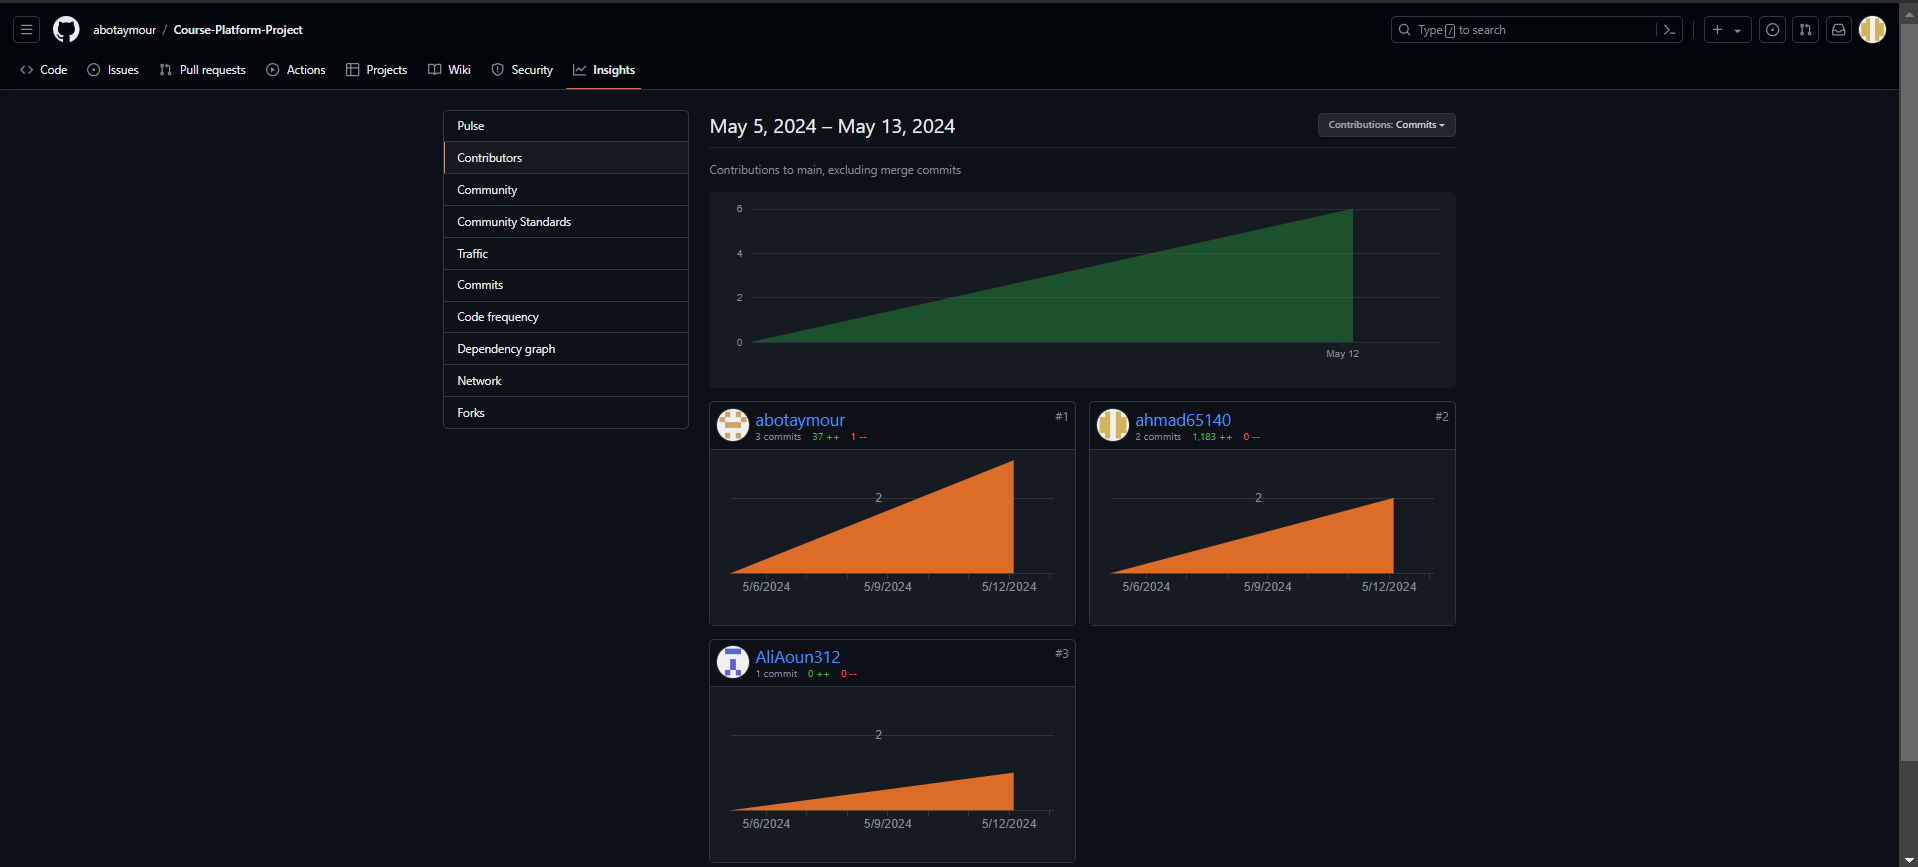 abotaymour / Course-Platform-Project
Type / to search
Code Issues Pull requests Actions Projects Wiki Security Insights
Pulse
Contributors
Community
Community Standards
Traffic
Commits
Code frequency
Dependency graph
Network
Forks
May 5, 2024 – May 13, 2024
Contributions: Commits
Contributions to main, excluding merge commits
6
4
2
0
May 12
abotaymour #1
3 commits 37 ++ 1 --
2
5/6/2024 5/9/2024 5/12/2024
ahmad65140 #2
2 commits 1,183 ++ 0 --
2
5/6/2024 5/9/2024 5/12/2024
AliAoun312 #3
1 commit 0 ++ 0 --
2
5/6/2024 5/9/2024 5/12/2024